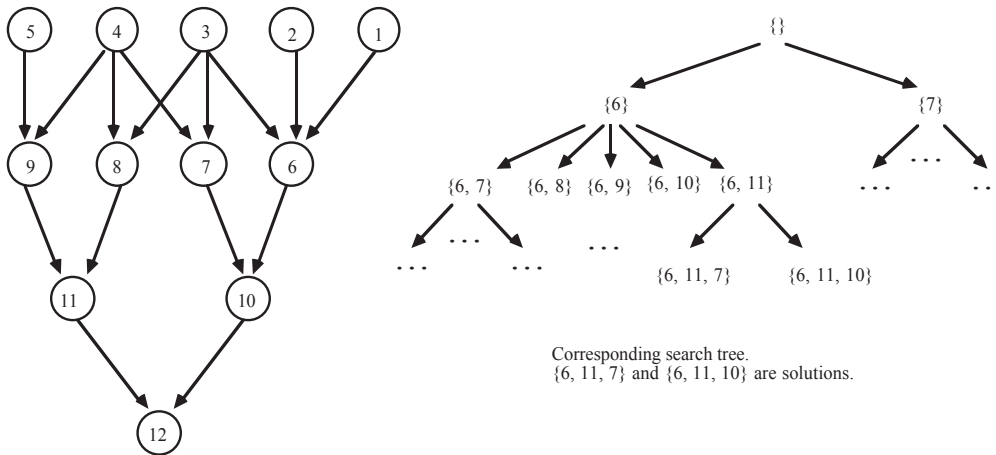 5 4 3 2 1
9 8 7 6
11 10
12
{}
{6} {7}
{6, 7} {6, 8} {6, 9} {6, 10} {6, 11} ... ... ..
... ... ... ...
{6, 11, 7} {6, 11, 10}
Corresponding search tree.
{6, 11, 7} and {6, 11, 10} are solutions.